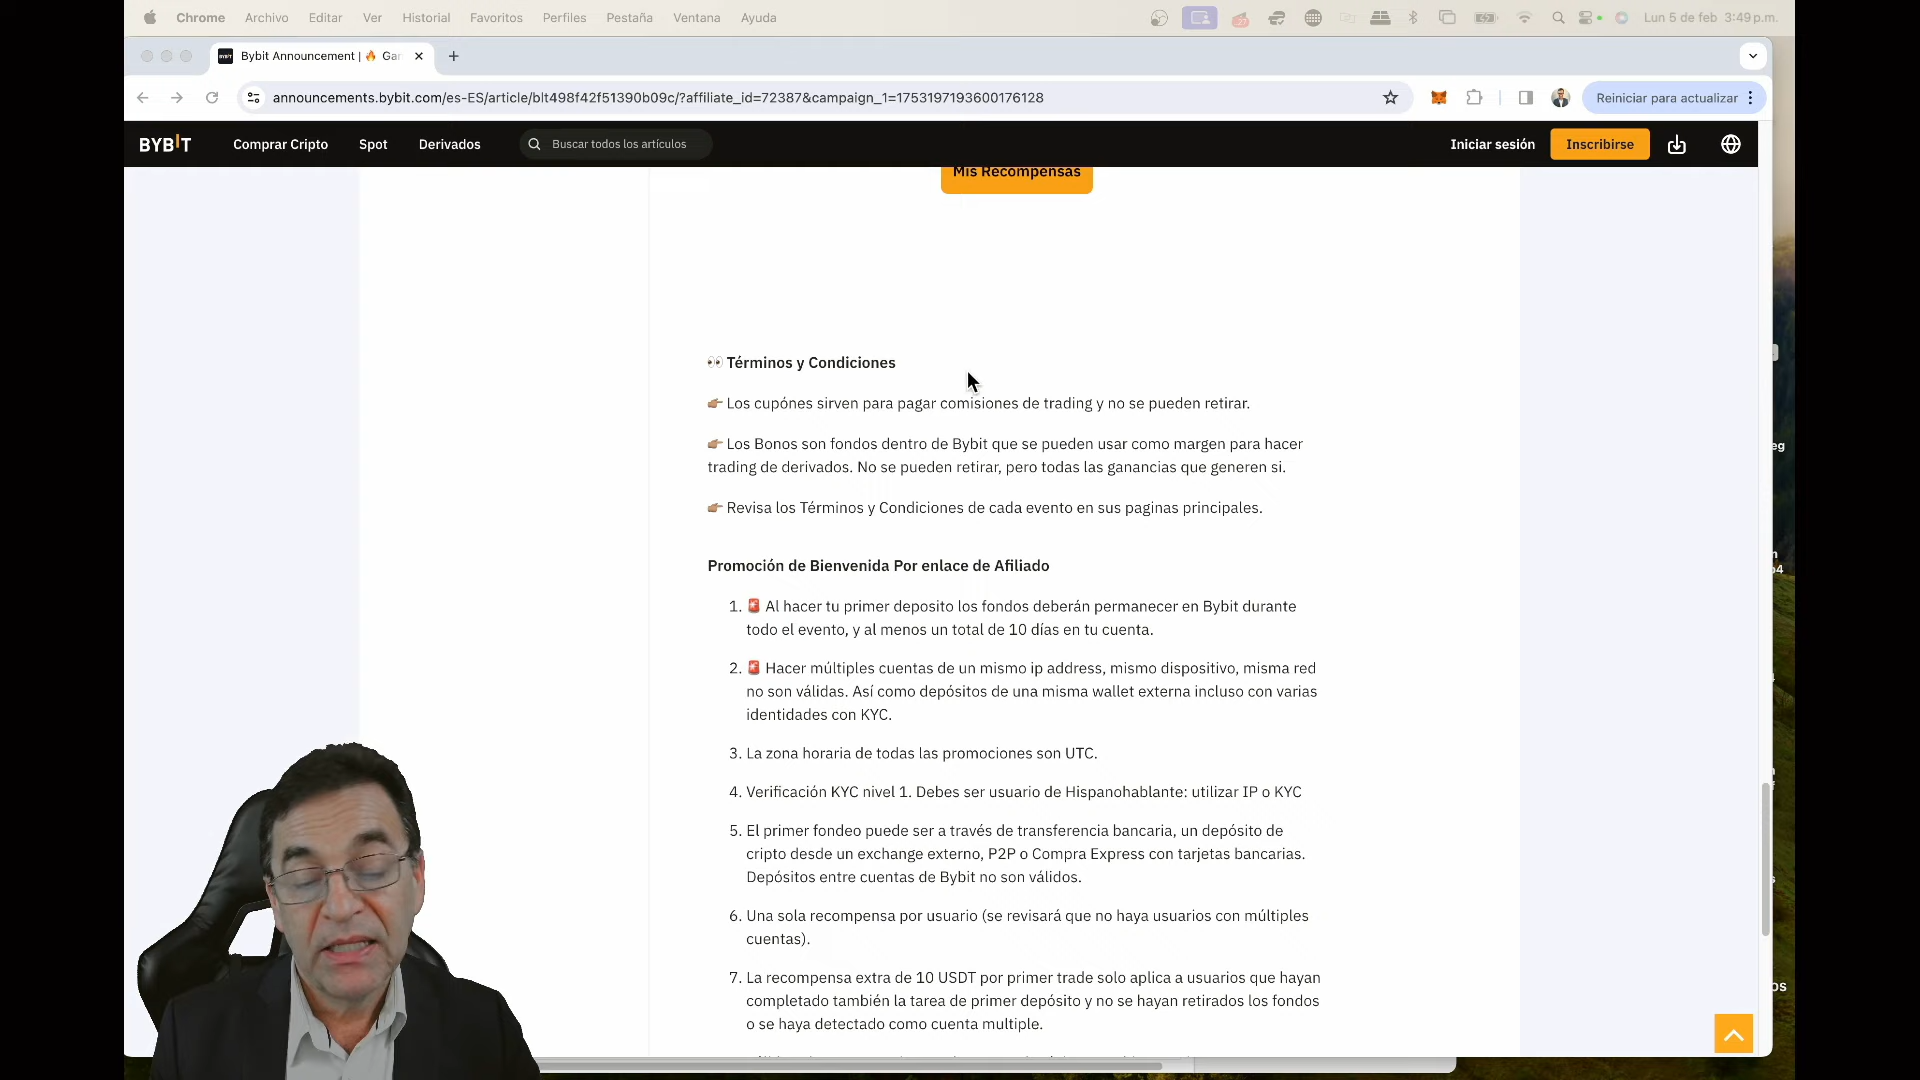 Chrome Archivo Editar Ver Historial Favoritos Perfiles Pestaña Ventana Ayuda
Lun 5 de feb 3:49 p.m.
Bybit Announcement | 🔥 Gan
announcements.bybit.com/es-ES/article/blt498f42f51390b09c/?affiliate_id=72387&campaign_1=1753197193600176128
Reiniciar para actualizar
BYBIT Comprar Cripto Spot Derivados Buscar todos los artículos Iniciar sesión Inscribirse
Mis Recompensas
👀 Términos y Condiciones
👉🏽 Los cupónes sirven para pagar comisiones de trading y no se pueden retirar.
👉🏽 Los Bonos son fondos dentro de Bybit que se pueden usar como margen para hacer
trading de derivados. No se pueden retirar, pero todas las ganancias que generen si.
👉🏽 Revisa los Términos y Condiciones de cada evento en sus paginas principales.
Promoción de Bienvenida Por enlace de Afiliado
1. 🚨 Al hacer tu primer deposito los fondos deberán permanecer en Bybit durante
todo el evento, y al menos un total de 10 días en tu cuenta.
2. 🚨 Hacer múltiples cuentas de un mismo ip address, mismo dispositivo, misma red
no son válidas. Así como depósitos de una misma wallet externa incluso con varias
identidades con KYC.
3. La zona horaria de todas las promociones son UTC.
4. Verificación KYC nivel 1. Debes ser usuario de Hispanohablante: utilizar IP o KYC
5. El primer fondeo puede ser a través de transferencia bancaria, un depósito de
cripto desde un exchange externo, P2P o Compra Express con tarjetas bancarias.
Depósitos entre cuentas de Bybit no son válidos.
6. Una sola recompensa por usuario (se revisará que no haya usuarios con múltiples
cuentas).
7. La recompensa extra de 10 USDT por primer trade solo aplica a usuarios que hayan
completado también la tarea de primer depósito y no se hayan retirados los fondos
o se haya detectado como cuenta multiple.